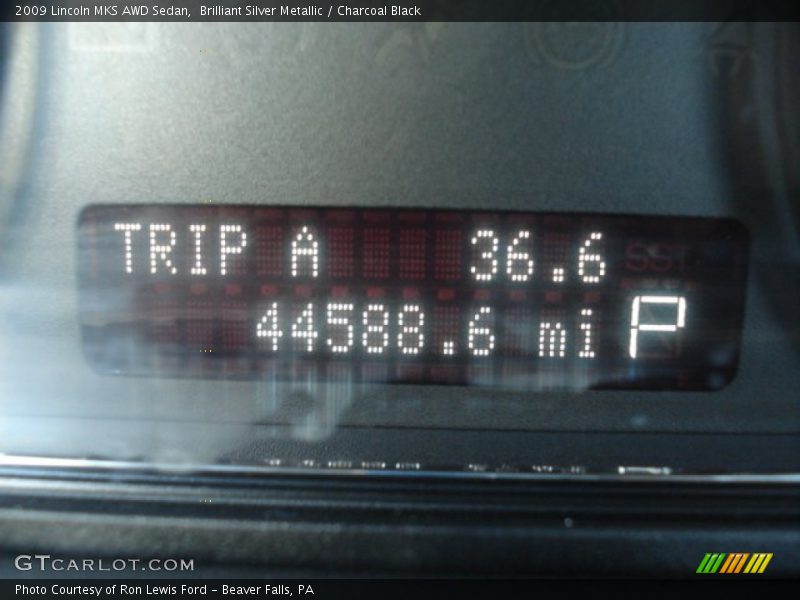 2009 Lincoln MKS AWD Sedan, Brilliant Silver Metallic / Charcoal Black
TRIP A 36.6
44588.6 mi P
GTCARLOT.COM
Photo Courtesy of Ron Lewis Ford - Beaver Falls, PA